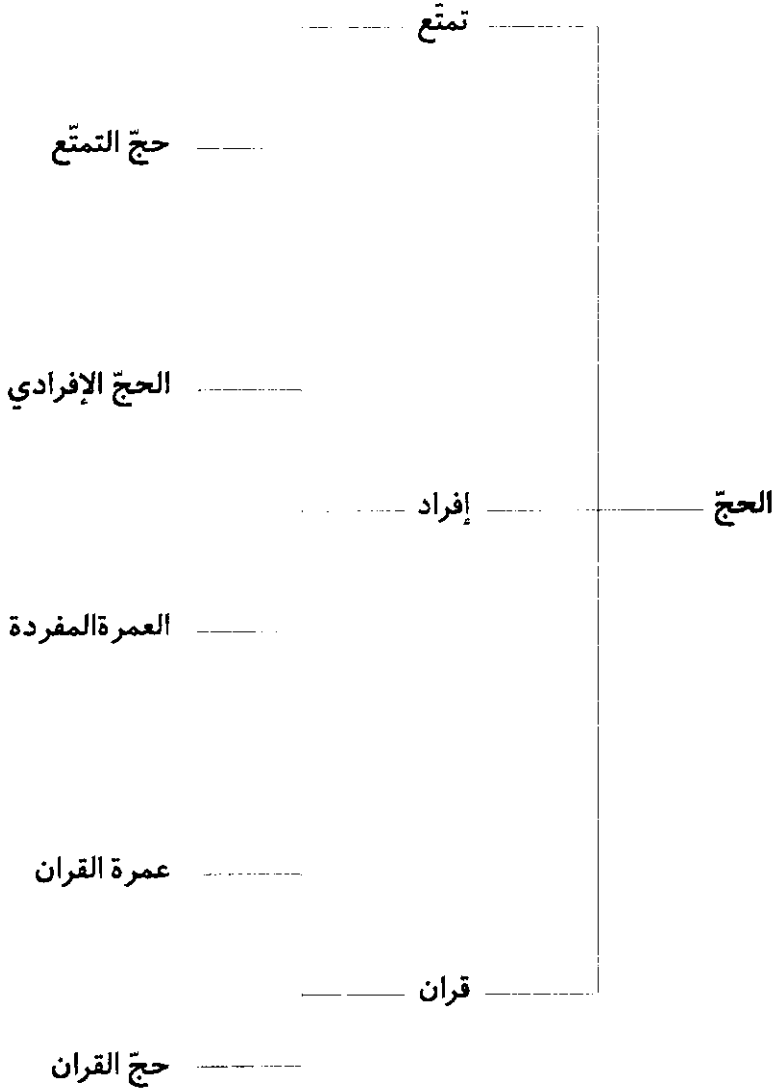 تمتّع
حجّ التمتّع
الحجّ الإفرادي
الحجّ
إفراد
العمرةالمفردة
عمرة القران
قران
حجّ القران